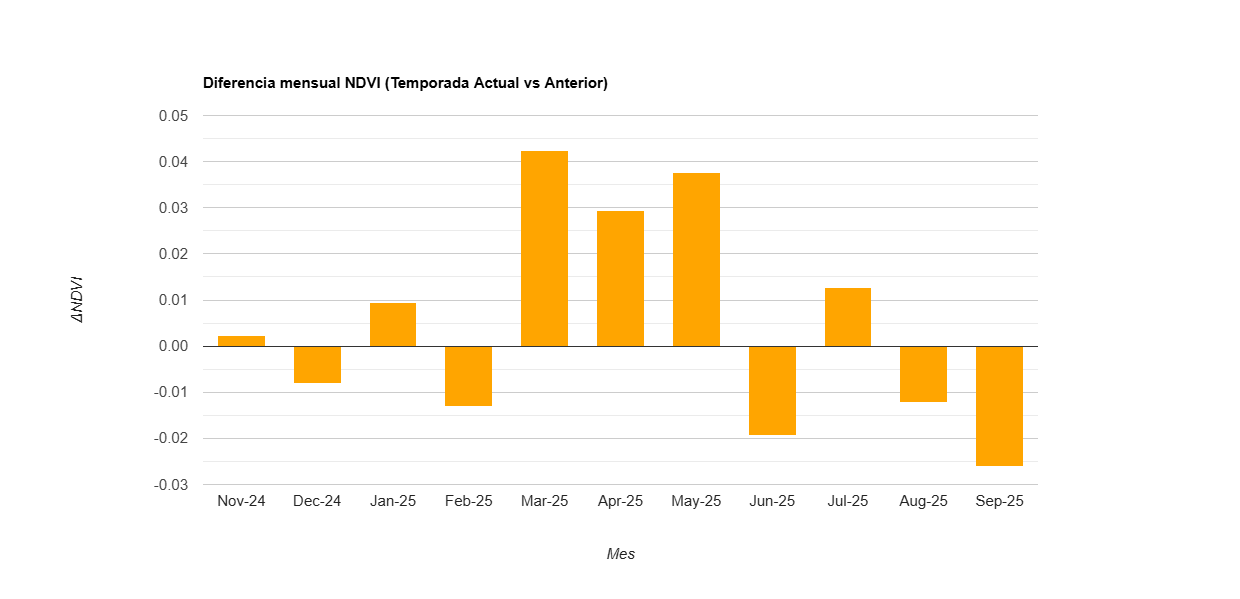 Diferencia mensual NDVI (Temporada Actual vs Anterior)
0.05
0.04
0.03
0.02
0.01
0.00
-0.01
-0.02
-0.03
ΔNDVI
Nov-24 Dec-24 Jan-25 Feb-25 Mar-25 Apr-25 May-25 Jun-25 Jul-25 Aug-25 Sep-25
Mes